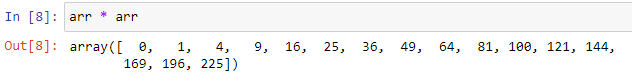 In [8]: arr * arr
Out[8]: array([  0,   1,   4,   9,  16,  25,  36,  49,  64,  81, 100, 121, 144,
       169, 196, 225])